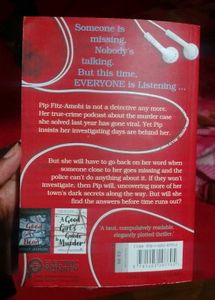 Someone is
missing.
Nobody's
talking.
But this time,
EVERYONE is Listening ...
Pip Fitz-Amobi is not a detective any more.
Her true-crime podcast about the murder case
she solved last year has gone viral. Yet Pip
insists her investigating days are behind her.
But she will have to go back on her word when
someone close to her goes missing and the
police can't do anything about it. If they won't
investigate, then Pip will, uncovering more of her
town's dark secrets along the way. But will she
find the answers before time runs out?
'A taut, compulsively readable,
elegantly plotted thriller.'
A
Good Girl's
Guide to
Murder